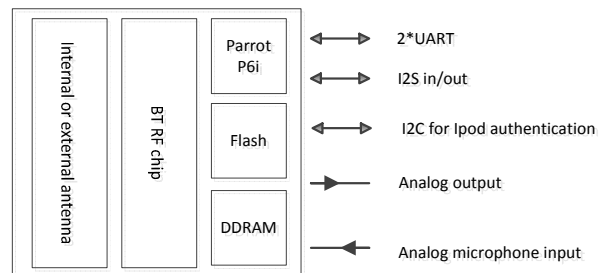 Internal or external antenna
BT RF chip
Parrot
P6i
Flash
DDRAM
2*UART
I2S in/out
I2C for Ipod authentication
Analog output
Analog microphone input